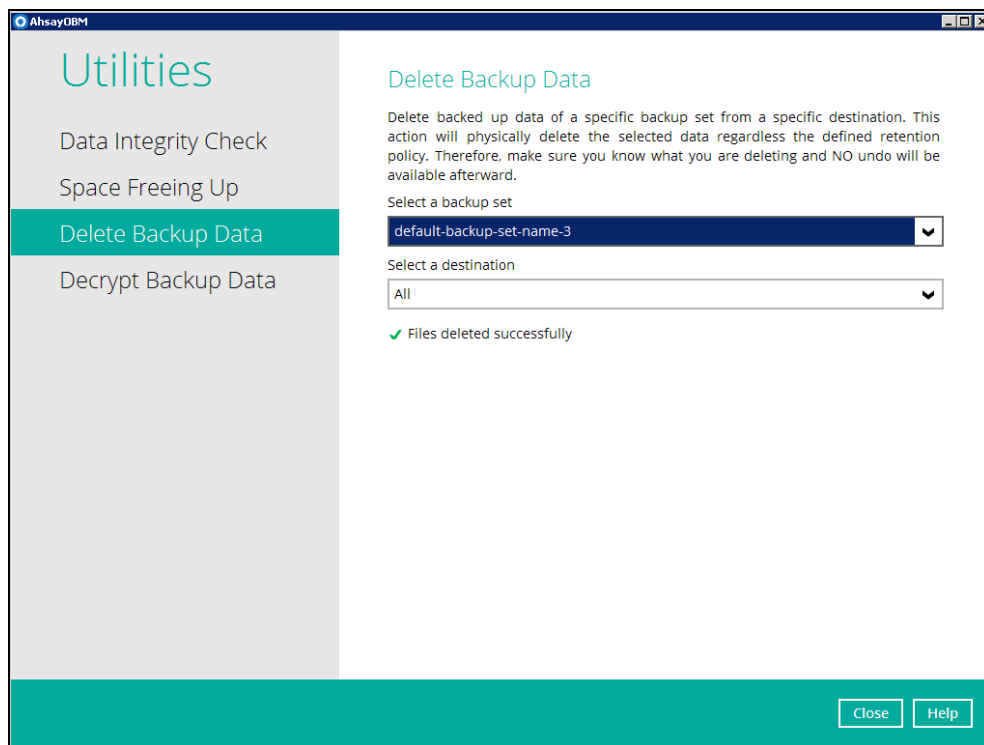 AhsayOBM
Utilities
Data Integrity Check
Space Freeing Up
Delete Backup Data
Decrypt Backup Data
Delete Backup Data
Delete backed up data of a specific backup set from a specific destination. This
action will physically delete the selected data regardless the defined retention
policy. Therefore, make sure you know what you are deleting and NO undo will be
available afterward.
Select a backup set
default-backup-set-name-3
Select a destination
All
Files deleted successfully
Close
Help